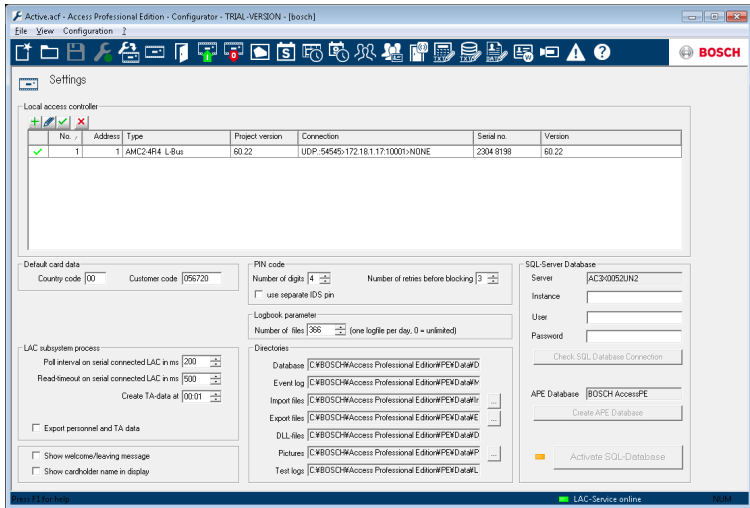 Active.acf - Access Professional Edition - Configurator - TRIAL-VERSION - [bosch]
File View Configuration ?
BOSCH
Settings
Local access controller
No. Address Type Project version Connection Serial no. Version
1 1 AMC2-4R4 L-Bus 60.22 UDP::54545>172.18.1.17:10001>NONE 2304 8198 60.22
Default card data
Country code 00 Customer code 056720
PIN code
Number of digits 4 Number of retries before blocking 3
use separate IDS pin
Logbook parameter
Number of files 366 (one logfile per day, 0 = unlimited)
LAC subsystem process
Poll interval on serial connected LAC in ms 200
Read-timeout on serial connected LAC in ms 500
Create TA-data at 00:01
Export personnel and TA data
Show welcome/leaving message
Show cardholder name in display
Directories
Database C:¥BOSCH¥Access Professional Edition¥PE¥Data¥D
Event log C:¥BOSCH¥Access Professional Edition¥PE¥Data¥M
Import files C:¥BOSCH¥Access Professional Edition¥PE¥Data¥Ir ...
Export files C:¥BOSCH¥Access Professional Edition¥PE¥Data¥E ...
DLL-files C:¥BOSCH¥Access Professional Edition¥PE¥Data¥D
Pictures C:¥BOSCH¥Access Professional Edition¥PE¥Data¥P ...
Test logs C:¥BOSCH¥Access Professional Edition¥PE¥Data¥L
SQL-Server Database
Server AC3X0052UN2
Instance
User
Password
Check SQL Database Connection
APE Database BOSCH AccessPE
Create APE Database
Activate SQL-Database
Press F1 for help LAC-Service online NUM